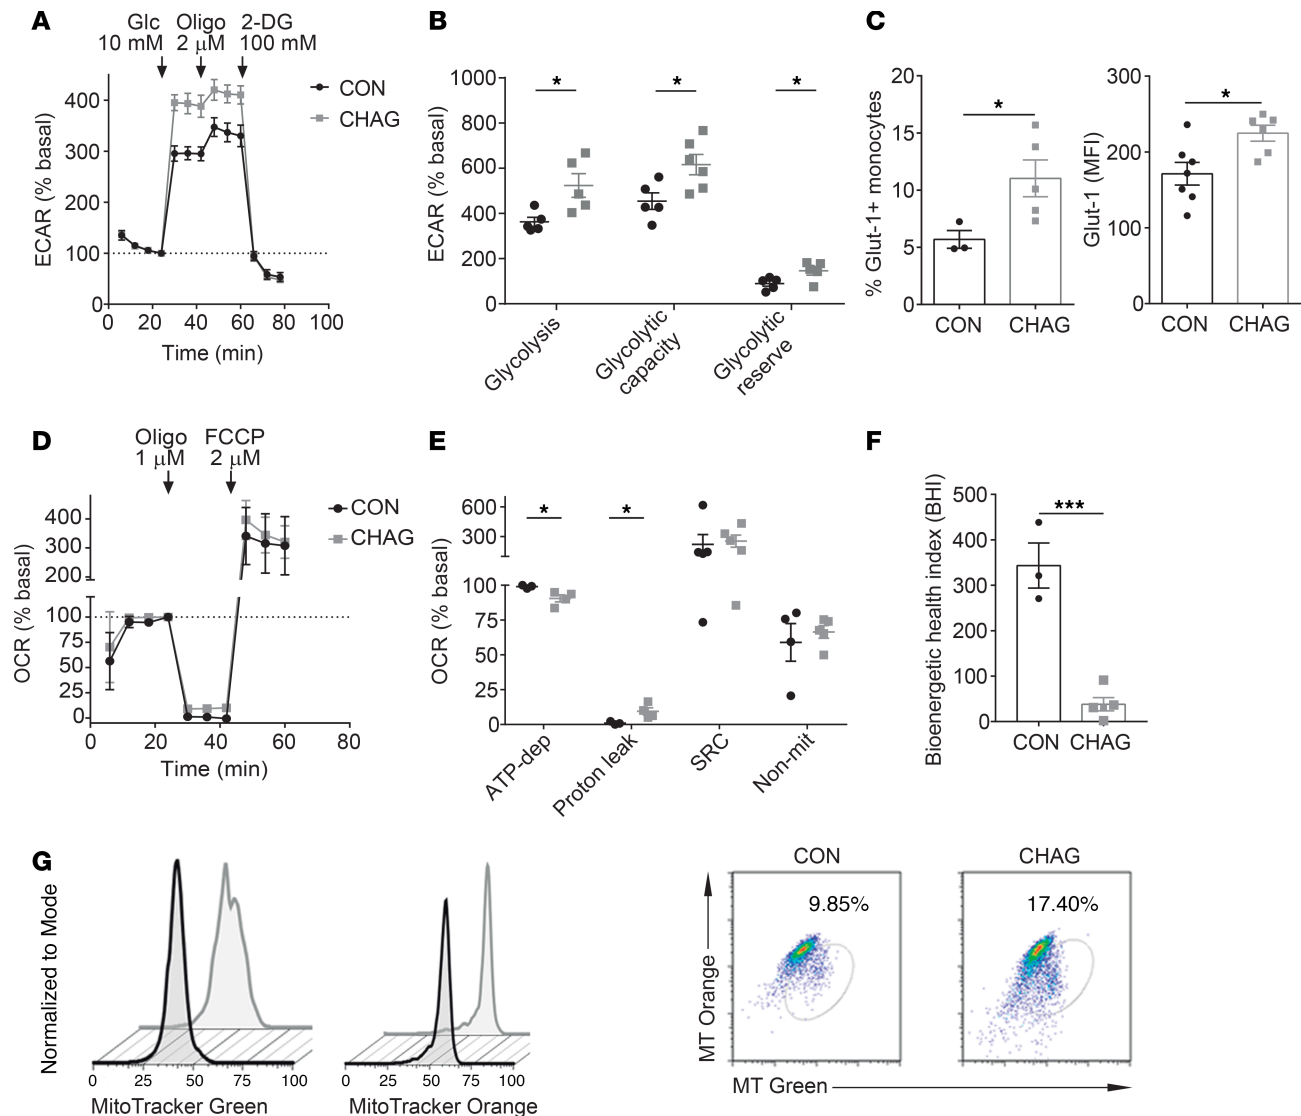 A
Glc Oligo 2-DG
10 mM 2 μM 100 mM
CON
CHAG
ECAR (% basal)
400
300
200
100
0
0 20 40 60 80 100
Time (min)
B
* * *
ECAR (% basal)
1000
800
600
400
200
0
Glycolysis
Glycolytic capacity
Glycolytic reserve
C
*
% Glut-1+ monocytes
20
15
10
5
0
CON CHAG
*
Glut-1 (MFI)
300
200
100
0
CON CHAG
D
Oligo FCCP
1 μM 2 μM
CON
CHAG
OCR (% basal)
400
300
200
100
75
50
25
0
0 20 40 60 80
Time (min)
E
* *
OCR (% basal)
600
300
100
75
50
25
0
ATP-dep
Proton leak
SRC
Non-mit
F
***
Bioenergetic health index (BHI)
500
400
300
200
100
0
CON CHAG
G
Normalized to Mode
0 25 50 75 100
MitoTracker Green
0 25 50 75 100
MitoTracker Orange
CON
9.85%
CHAG
17.40%
MT Orange
MT Green